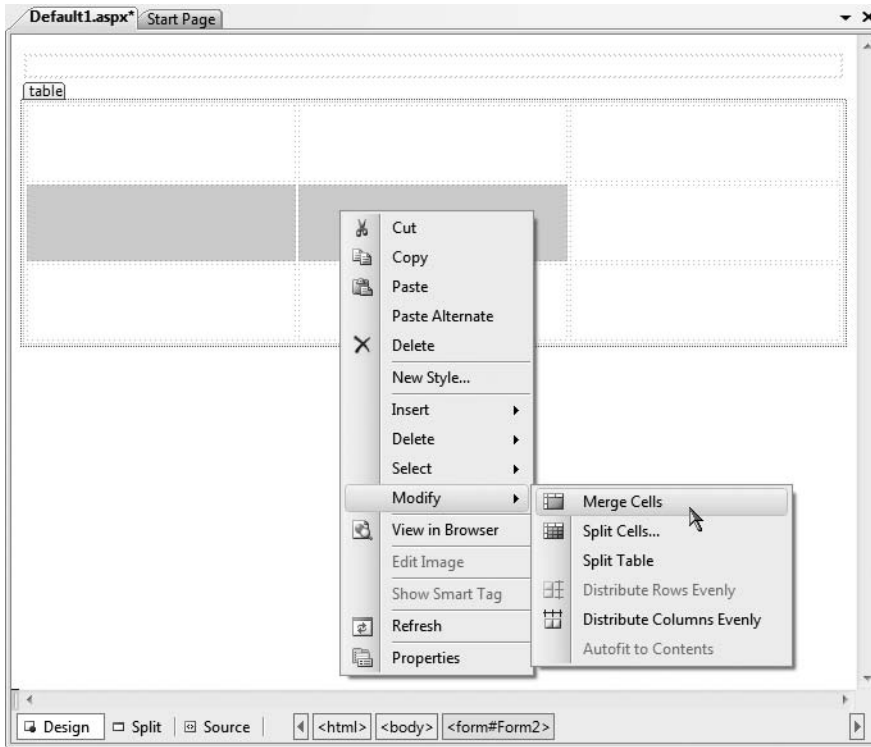 Default1.aspx* Start Page
table
Cut
Copy
Paste
Paste Alternate
Delete
New Style...
Insert
Delete
Select
Modify
View in Browser
Edit Image
Show Smart Tag
Refresh
Properties
Merge Cells
Split Cells...
Split Table
Distribute Rows Evenly
Distribute Columns Evenly
Autofit to Contents
Design Split Source <html> <body> <form#Form2>